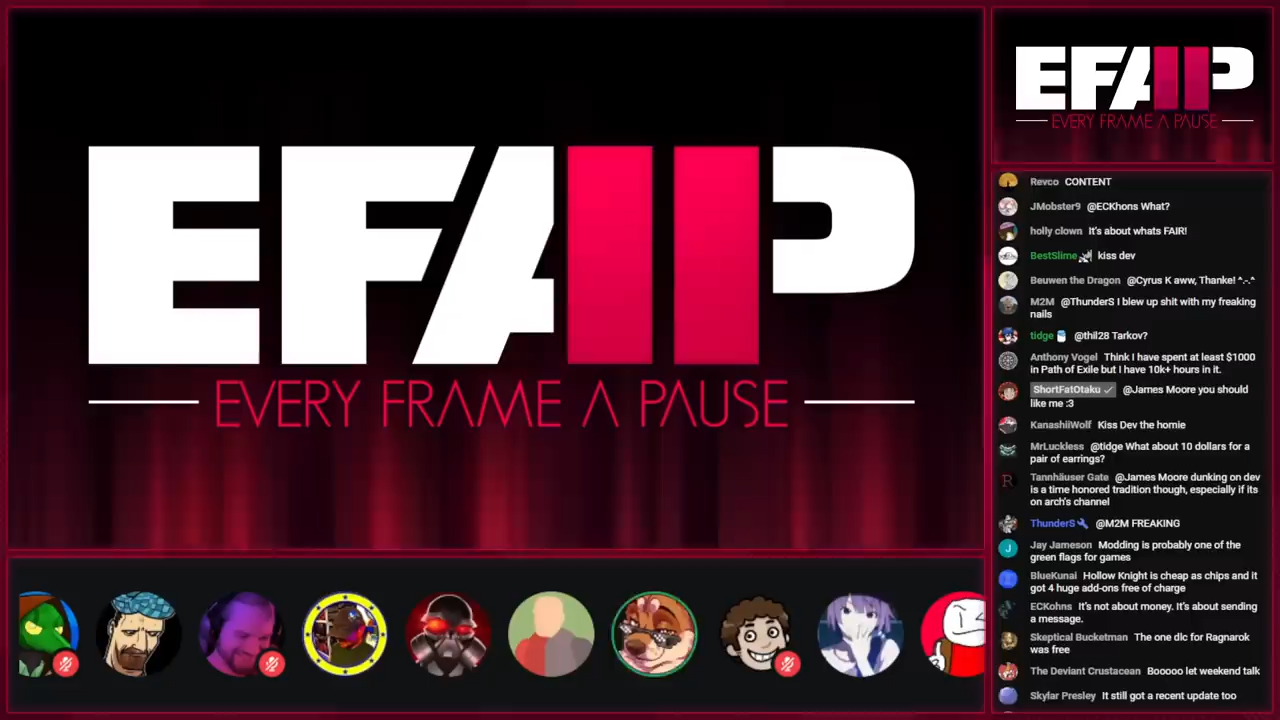 EFAP
EVERY FRAME A PAUSE
EFAP
EVERY FRAME A PAUSE
Revco CONTENT
JMobster9 @ECKhons What?
holly clown It's about whats FAIR!
BestSlime kiss dev
Beuwen the Dragon @Cyrus K aww, Thanke! ^.-.^
M2M @ThunderS I blew up shit with my freaking
nails
tidge @thil28 Tarkov?
Anthony Vogel Think I have spent at least $1000
in Path of Exile but I have 10k+ hours in it.
ShortFatOtaku @James Moore you should
like me :3
KanashiiWolf Kiss Dev the homie
MrLuckless @tidge What about 10 dollars for a
pair of earrings?
R
Tannhäuser Gate @James Moore dunking on dev
is a time honored tradition though, especially if its
on arch's channel
ThunderS @M2M FREAKING
J
Jay Jameson Modding is probably one of the
green flags for games
BlueKunai Hollow Knight is cheap as chips and it
got 4 huge add-ons free of charge
ECKohns It's not about money. It's about sending
a message.
Skeptical Bucketman The one dlc for Ragnarok
was free
The Deviant Crustacean Booooo let weekend talk
Skylar Presley It still got a recent update too